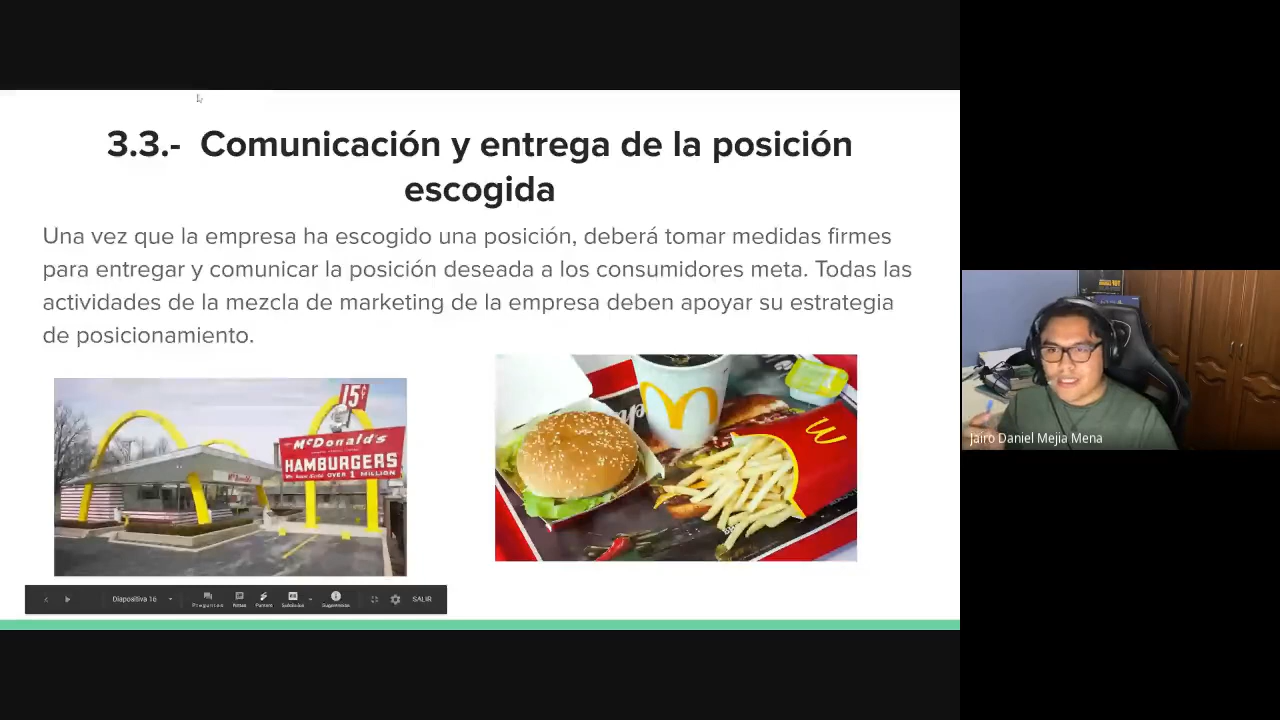 3.3.-  Comunicación y entrega de la posición
escogida
Una vez que la empresa ha escogido una posición, deberá tomar medidas firmes
para entregar y comunicar la posición deseada a los consumidores meta. Todas las
actividades de la mezcla de marketing de la empresa deben apoyar su estrategia
de posicionamiento.
15¢
McDonald's
HAMBURGERS
OVER 1 MILLION
Diapositiva 16
Preguntas
Notas
Puntero
Subtítulos
Sugerencias
SALIR
Jairo Daniel Mejia Mena